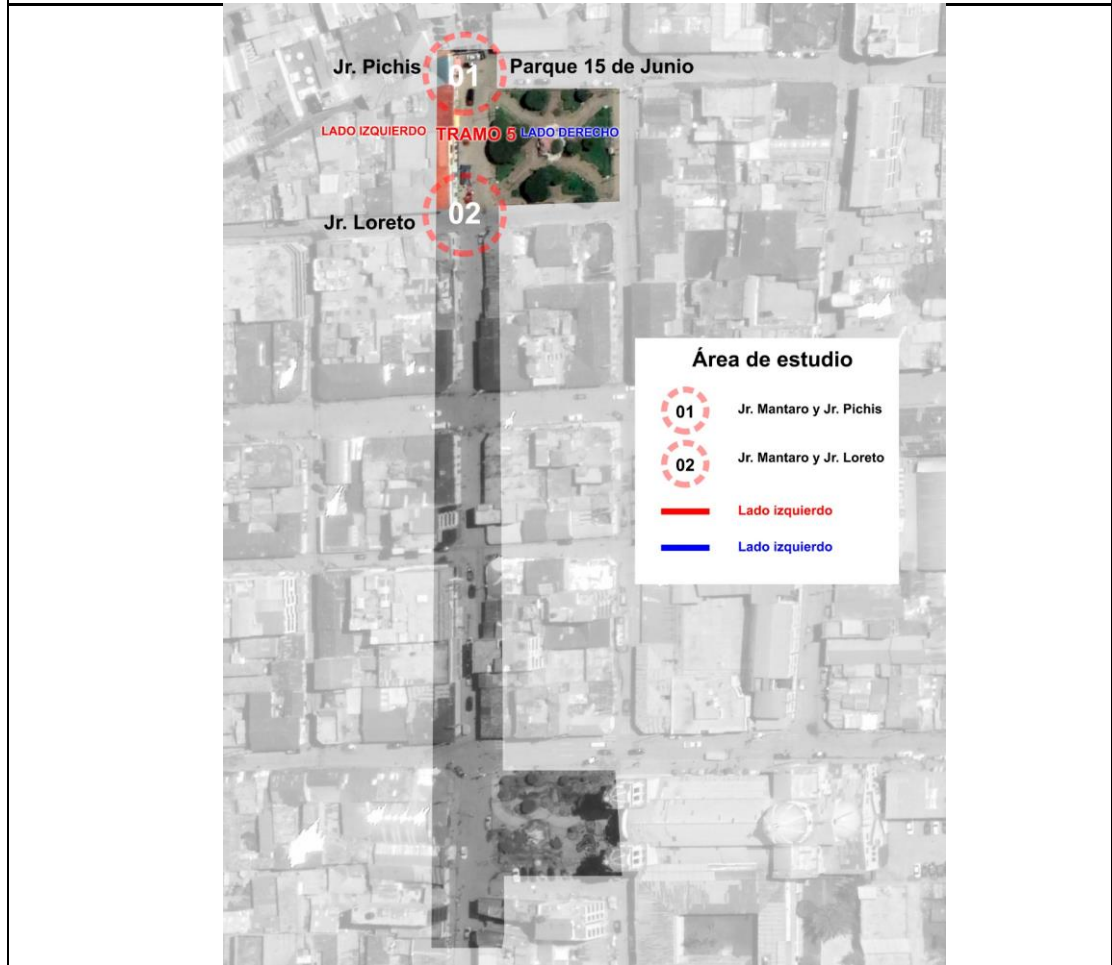 Jr. Pichis
01
Parque 15 de Junio
LADO IZQUIERDO
TRAMO 5
LADO DERECHO
02
Jr. Loreto
Área de estudio
01 Jr. Mantaro y Jr. Pichis
02 Jr. Mantaro y Jr. Loreto
Lado izquierdo
Lado izquierdo